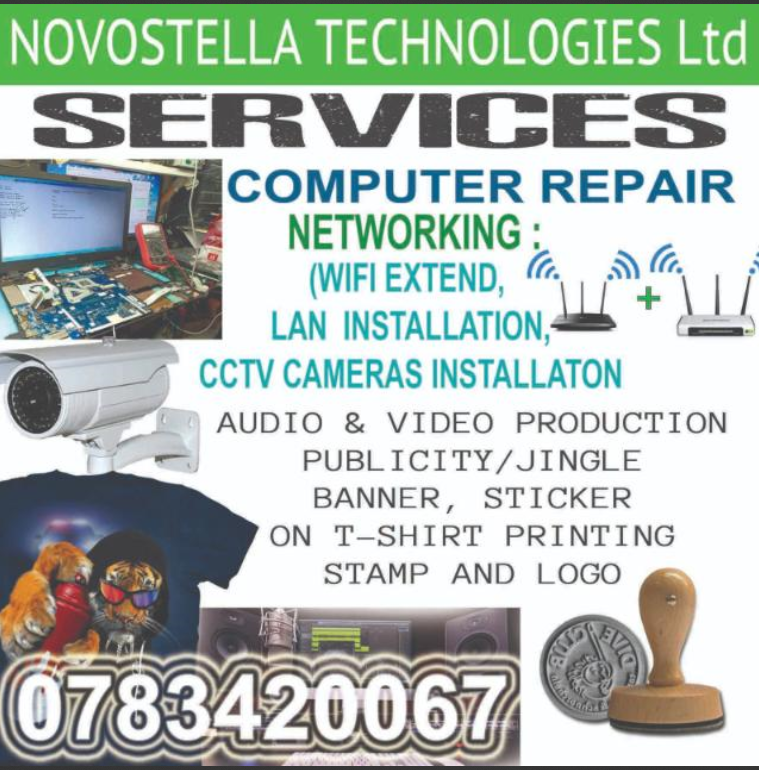 NOVOSTELLA TECHNOLOGIES Ltd
SERVICES
COMPUTER REPAIR
NETWORKING :
(WIFI EXTEND,
LAN INSTALLATION,
CCTV CAMERAS INSTALLATON
AUDIO & VIDEO PRODUCTION
PUBLICITY/JINGLE
BANNER, STICKER
ON T-SHIRT PRINTING
STAMP AND LOGO
0783420067